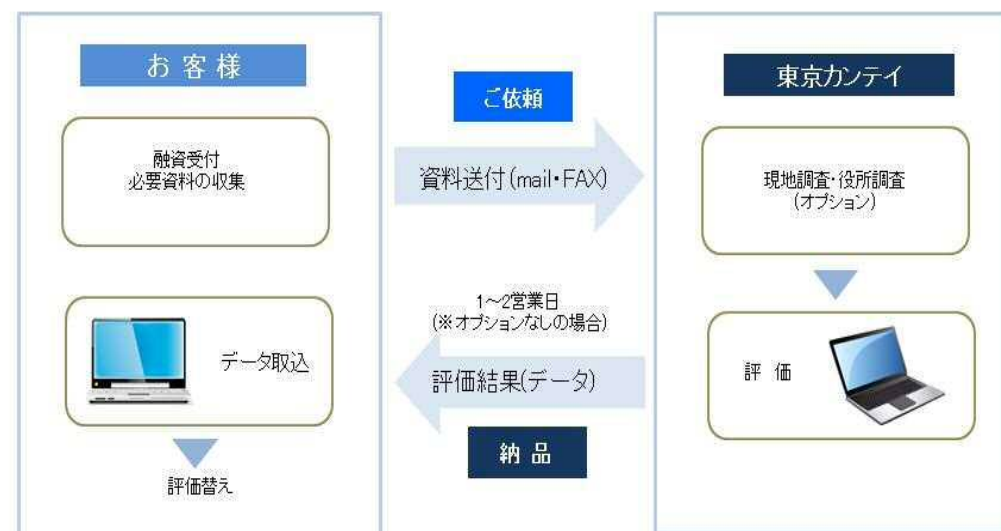 お客様
融資受付
必要資料の収集
データ取込
評価替え
ご依頼
資料送付(mail・FAX)
1~2営業日
(※オプションなしの場合)
評価結果(データ)
納品
東京カンテイ
現地調査・役所調査
(オプション)
評価